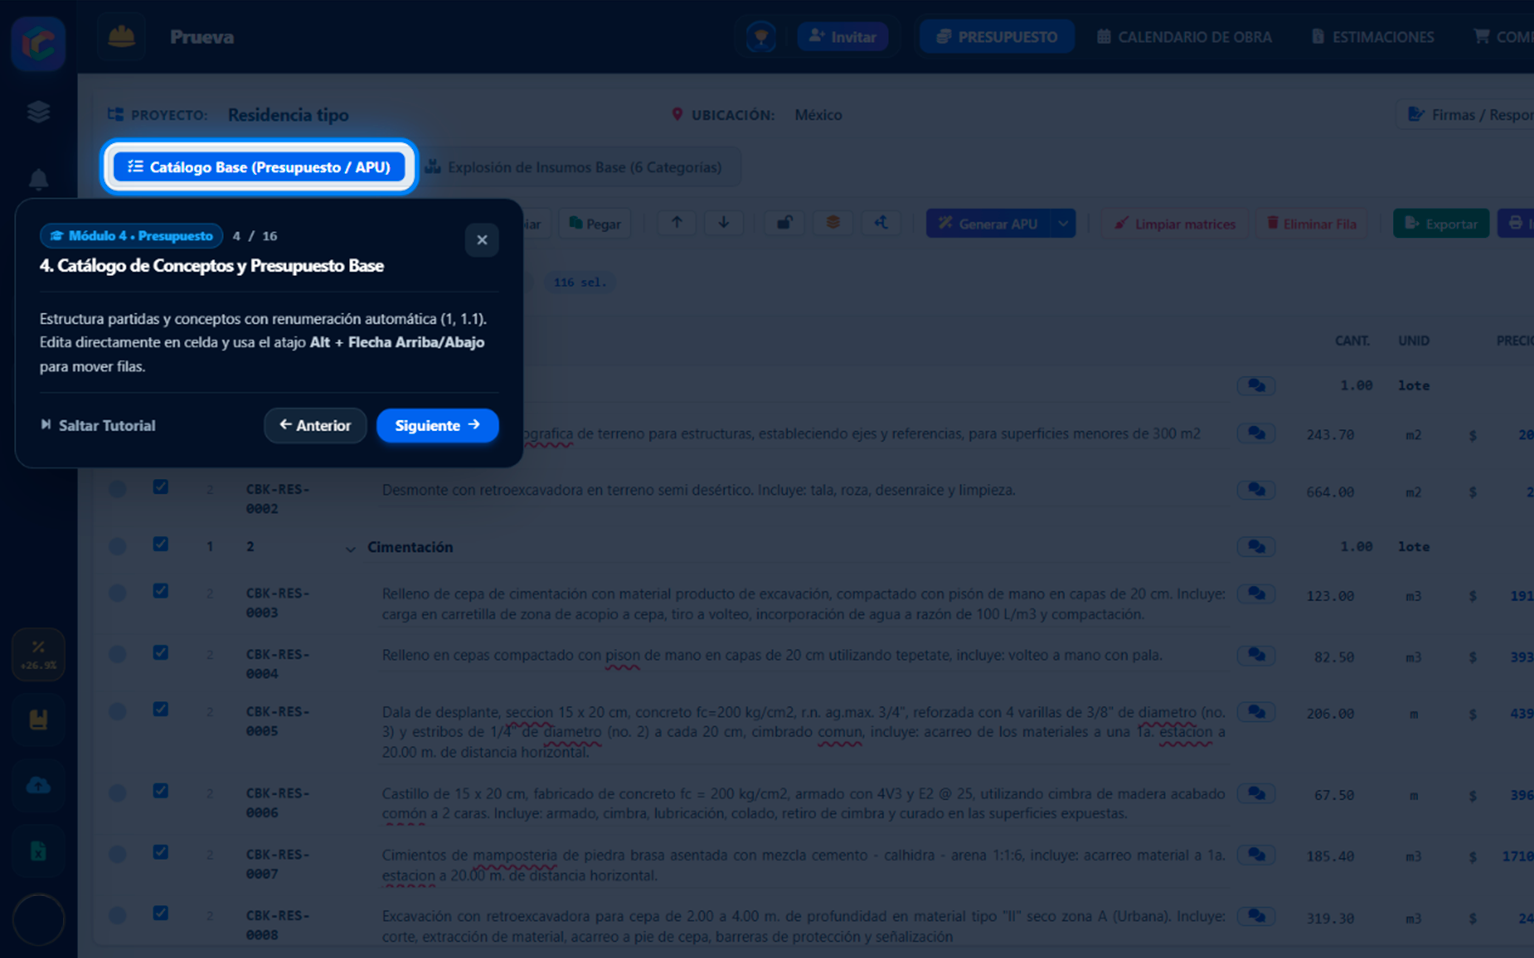 Prueva
Invitar
PRESUPUESTO
CALENDARIO DE OBRA
ESTIMACIONES
PROYECTO: Residencia tipo
UBICACIÓN: México
Firmas /
Catálogo Base (Presupuesto / APU)
Explosión de Insumos Base (6 Categorías)
Pegar
Generar APU
Limpiar matrices
Eliminar Fila
Exportar
Módulo 4 • Presupuesto 4 / 16
4. Catálogo de Conceptos y Presupuesto Base
Estructura partidas y conceptos con renumeración automática (1, 1.1).
Edita directamente en celda y usa el atajo Alt + Flecha Arriba/Abajo
para mover filas.
Saltar Tutorial
Anterior
Siguiente
116 sel.
CANT. UNID
1.00 lote
de terreno para estructuras, estableciendo ejes y referencias, para superficies menores de 300 m2
243.70 m2 $
2 CBK-RES-
0002
Desmonte con retroexcavadora en terreno semi desértico. Incluye: tala, roza, desenraice y limpieza.
664.00 m2 $
1 2 Cimentación 1.00 lote
2 CBK-RES-
0003
Relleno de cepa de cimentación con material producto de excavación, compactado con pisón de mano en capas de 20 cm. Incluye:
carga en carretilla de zona de acopio a cepa, tiro a volteo, incorporación de agua a razón de 100 L/m3 y compactación.
123.00 m3 $ 191
2 CBK-RES-
0004
Relleno en cepas compactado con pison de mano en capas de 20 cm utilizando tepetate, incluye: volteo a mano con pala.
82.50 m3 $ 393
2 CBK-RES-
0005
Dala de desplante, seccion 15 x 20 cm, concreto fc=200 kg/cm2, r.n. ag.max. 3/4", reforzada con 4 varillas de 3/8" de diametro (no.
3) y estribos de 1/4" de diametro (no. 2) a cada 20 cm, cimbrado comun, incluye: acarreo de los materiales a una 1a. estacion a
20.00 m. de distancia horizontal.
206.00 m $ 439
2 CBK-RES-
0006
Castillo de 15 x 20 cm, fabricado de concreto fc = 200 kg/cm2, armado con 4V3 y E2 @ 25, utilizando cimbra de madera acabado
comón a 2 caras. Incluye: armado, cimbra, lubricación, colado, retiro de cimbra y curado en las superficies expuestas.
67.50 m $ 396
2 CBK-RES-
0007
Cimientos de mamposteria de piedra brasa asentada con mezcla cemento - calhidra - arena 1:1:6, incluye: acarreo material a 1a.
estacion a 20.00 m. de distancia horizontal.
185.40 m3 $ 1710
2 CBK-RES-
0008
Excavación con retroexcavadora para cepa de 2.00 a 4.00 m. de profundidad en material tipo "II" seco zona A (Urbana). Incluye:
corte, extracción de material, acarreo a pie de cepa, barreras de protección y señalización
319.30 m3 $ 24
+26.9%